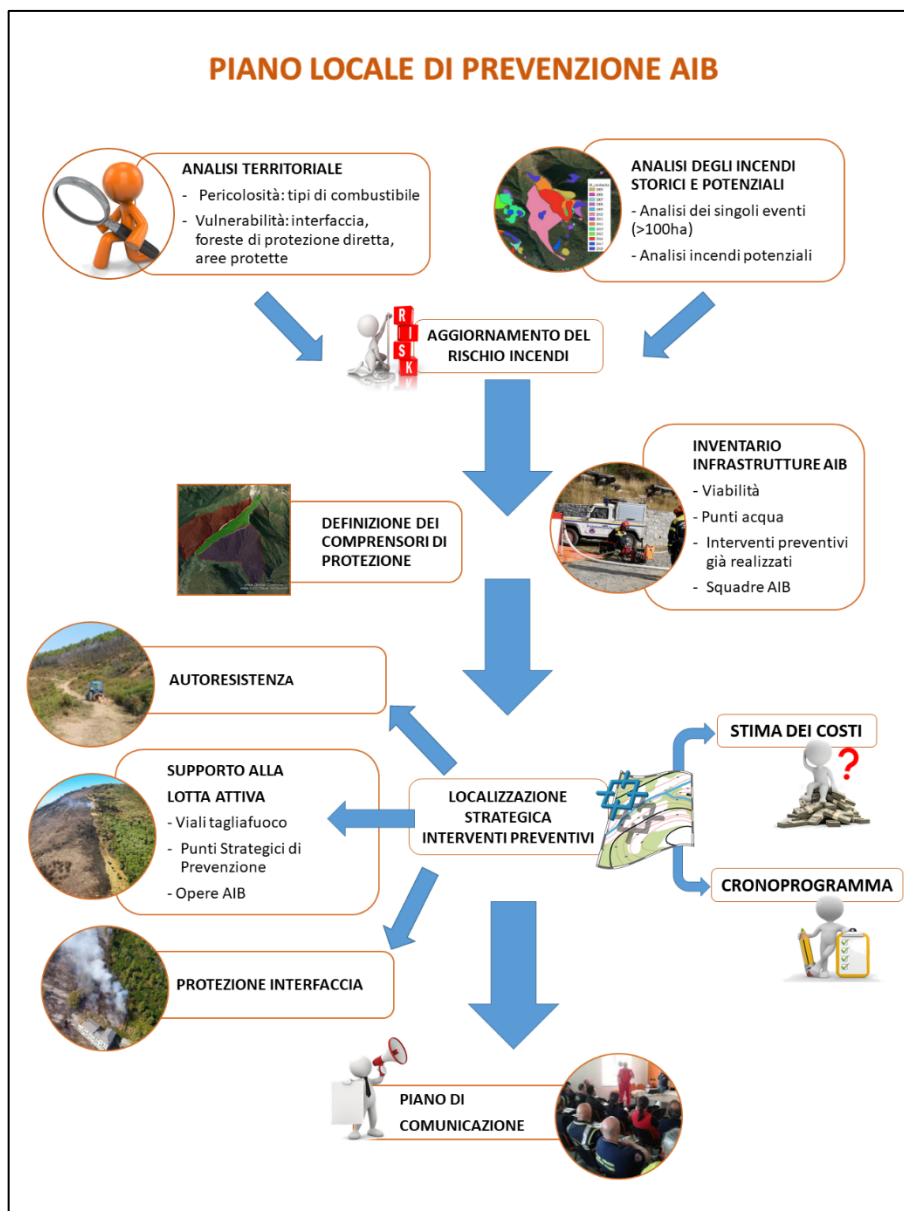 PIANO LOCALE DI PREVENZIONE AIB
ANALISI TERRITORIALE
- Pericolosità: tipi di combustibile
- Vulnerabilità: interfaccia,
foreste di protezione diretta,
aree protette
ANALISI DEGLI INCENDI
STORICI E POTENZIALI
- Analisi dei singoli eventi
(>100ha)
- Analisi incendi potenziali
RISK
AGGIORNAMENTO DEL
RISCHIO INCENDI
INVENTARIO
INFRASTRUTTURE AIB
- Viabilità
- Punti acqua
- Interventi preventivi
già realizzati
- Squadre AIB
DEFINIZIONE DEI
COMPRENSORI DI
PROTEZIONE
AUTORESISTENZA
SUPPORTO ALLA
LOTTA ATTIVA
- Viali tagliafuoco
- Punti Strategici di
Prevenzione
- Opere AIB
PROTEZIONE INTERFACCIA
LOCALIZZAZIONE
STRATEGICA
INTERVENTI PREVENTIVI
STIMA DEI COSTI
?
CRONOPROGRAMMA
PIANO DI
COMUNICAZIONE